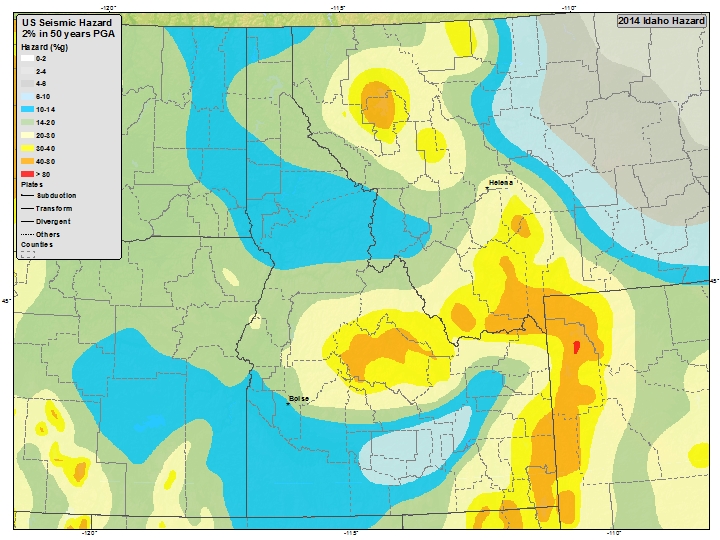 -120°
-115°
-110°
US Seismic Hazard
2% in 50 years PGA
2014 Idaho Hazard
Hazard (%g)
0-2
2-4
4-6
6-10
10-14
14-20
20-30
30-40
40-80
> 80
Plates
Subduction
Transform
Divergent
Others
Counties
Helena
45°
45°
Boise
-120°
-115°
-110°